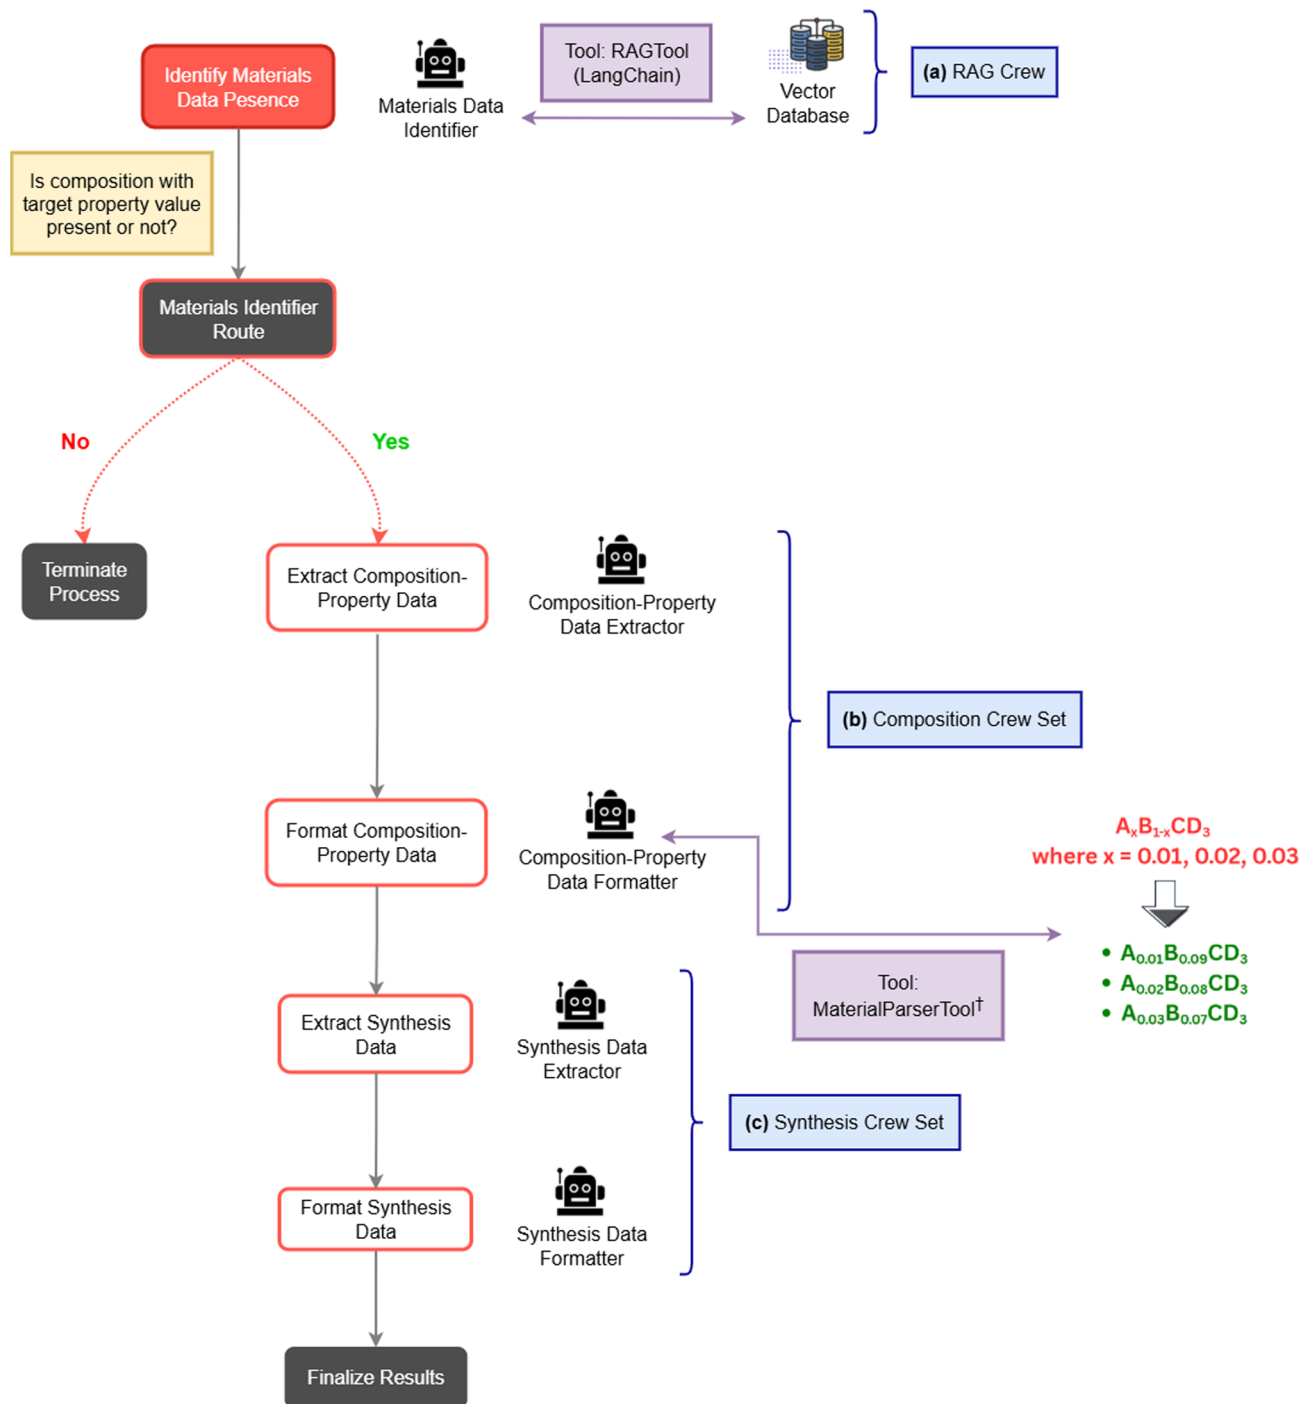 Identify Materials
Data Pesence
Materials Data
Identifier
Tool: RAGTool
(LangChain)
Vector
Database
(a) RAG Crew
Is composition with
target property value
present or not?
Materials Identifier
Route
No
Yes
Terminate
Process
Extract Composition-
Property Data
Composition-Property
Data Extractor
(b) Composition Crew Set
Format Composition-
Property Data
Composition-Property
Data Formatter
AₓB₁₋ₓCD₃
where x = 0.01, 0.02, 0.03
• A₀.₀₁B₀.₀₉CD₃
• A₀.₀₂B₀.₀₈CD₃
• A₀.₀₃B₀.₀₇CD₃
Tool:
MaterialParserTool†
Extract Synthesis
Data
Synthesis Data
Extractor
(c) Synthesis Crew Set
Format Synthesis
Data
Synthesis Data
Formatter
Finalize Results